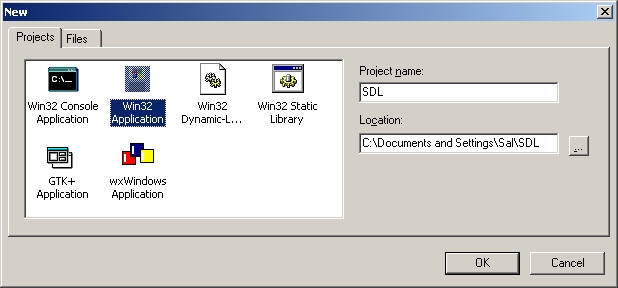 New
Projects
Files
Win32 Console
Application
Win32
Application
Win32
Dynamic-L...
Win32 Static
Library
GTK+
Application
wxWindows
Application
Project name:
SDL
Location:
C:\Documents and Settings\Sal\SDL
...
OK
Cancel